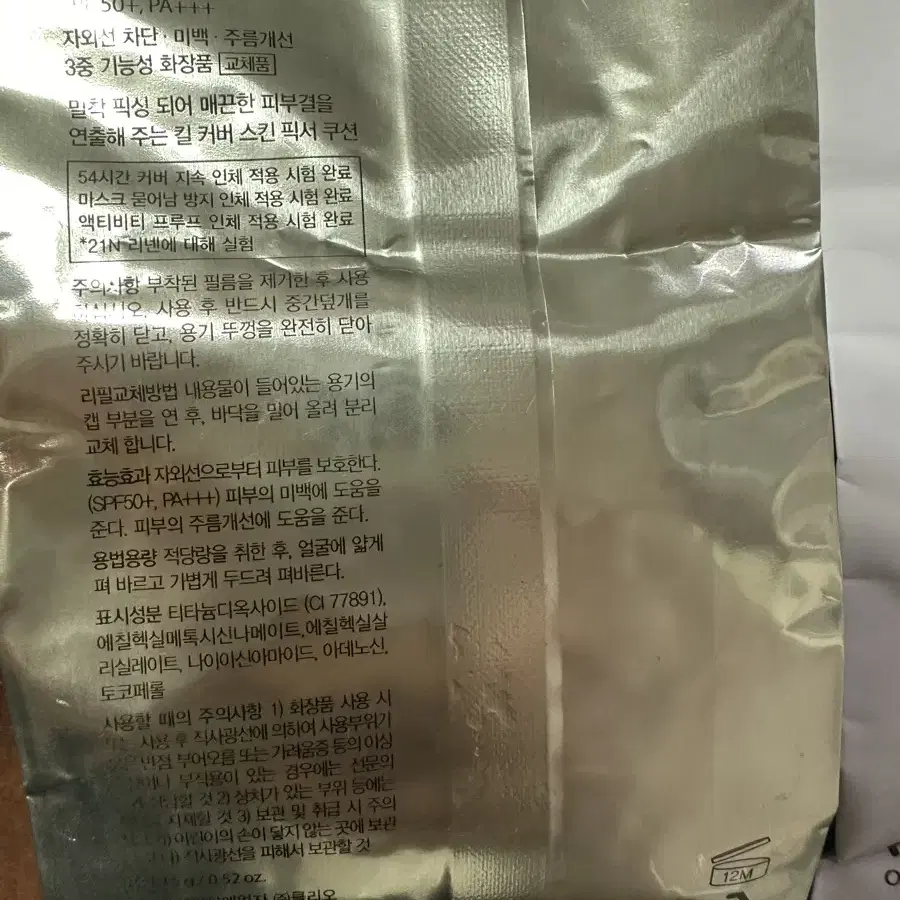 50+, PA+++
자외선 차단 · 미백 · 주름개선
3중 기능성 화장품 교체품
밀착 픽싱 되어 매끈한 피부결을
연출해 주는 킬 커버 스킨 픽서 쿠션
54시간 커버 지속 인체 적용 시험 완료
마스크 묻어남 방지 인체 적용 시험 완료
액티비티 프루프 인체 적용 시험 완료
*21N 리넨에 대해 실험
주의사항 부착된 필름을 제거한 후 사용
사용 후 반드시 중간덮개를
정확히 닫고, 용기 뚜껑을 완전히 닫아
주시기 바랍니다.
리필교체방법 내용물이 들어있는 용기의
캡 부분을 연 후, 바닥을 밀어 올려 분리
교체 합니다.
효능효과 자외선으로부터 피부를 보호한다.
(SPF50+, PA+++) 피부의 미백에 도움을
준다. 피부의 주름개선에 도움을 준다.
용법용량 적당량을 취한 후, 얼굴에 얇게
펴 바르고 가볍게 두드려 펴바른다.
표시성분 티타늄디옥사이드 (CI 77891),
에칠헥실메톡시신나메이트, 에칠헥실살
리실레이트, 나이아신아마이드, 아데노신,
토코페롤
사용할 때의 주의사항 1) 화장품 사용 시
사용 후 직사광선에 의하여 사용부위가
부어오름 또는 가려움증 등의 이상
부작용이 있는 경우에는 전문의
것 2) 상처가 있는 부위 등에는
자제할 것 3) 보관 및 취급 시 주의
어린이의 손이 닿지 않는 곳에 보관
직사광선을 피해서 보관할 것
g / 0.52 oz.
(주)클리오
12M